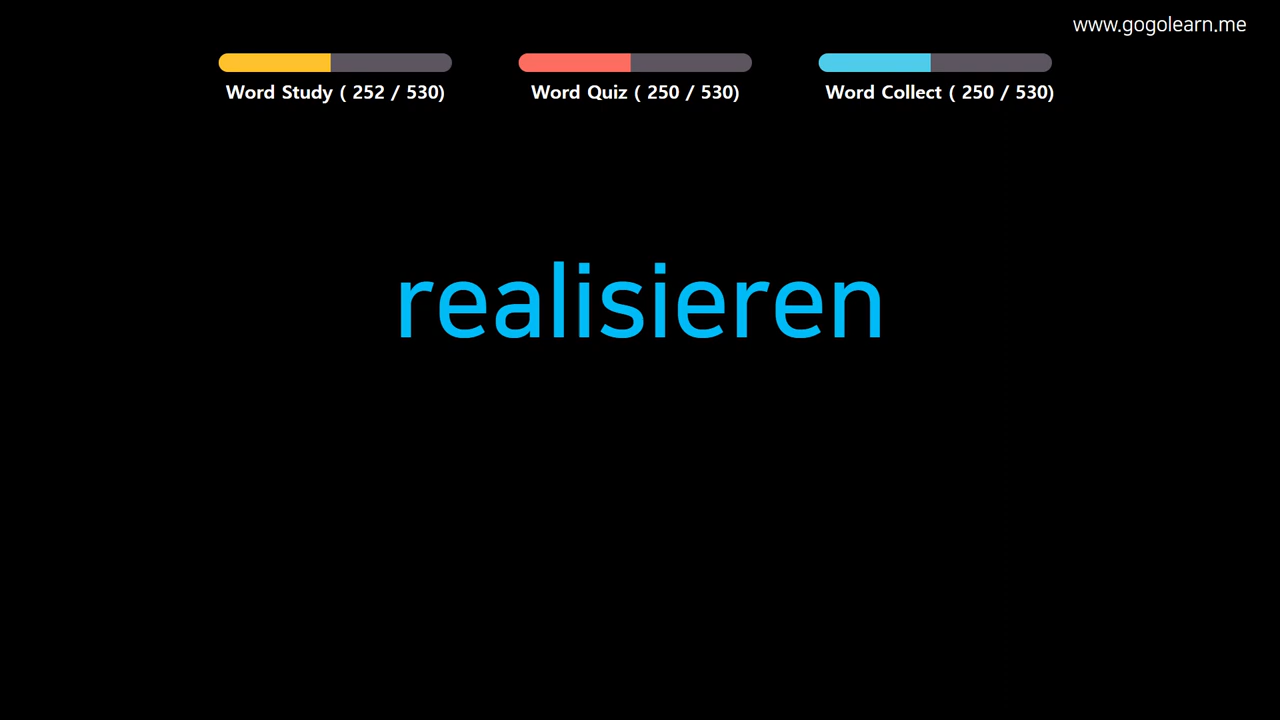 www.gogolearn.me
Word Study ( 252 / 530)
Word Quiz ( 250 / 530)
Word Collect ( 250 / 530)
realisieren